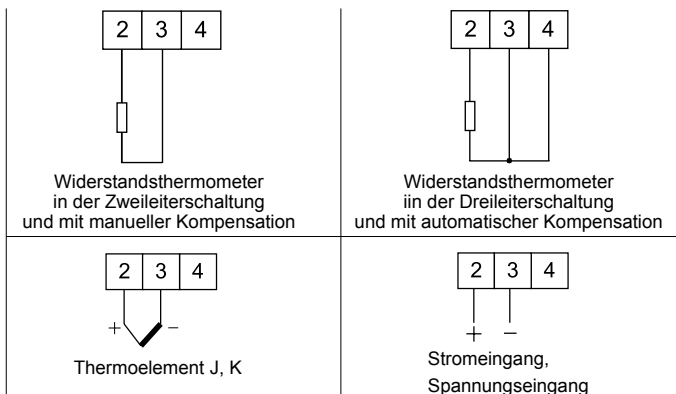 2 3 4
Widerstandsthermometer
in der Zweileiterschaltung
und mit manueller Kompensation
2 3 4
Widerstandsthermometer
iin der Dreileiterschaltung
und mit automatischer Kompensation
2 3 4
+ −
Thermoelement J, K
2 3 4
+ −
Stromeingang,
Spannungseingang